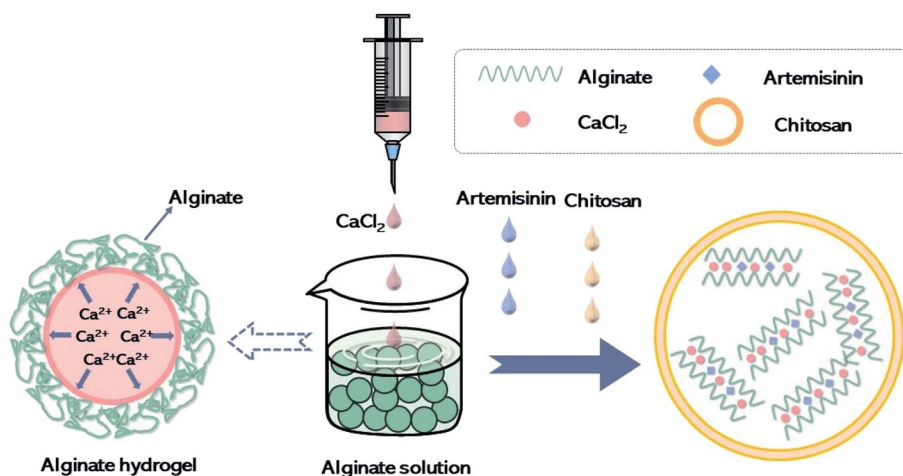 Alginate
Artemisinin
CaCl₂
Chitosan
Alginate
CaCl₂
Artemisinin
Chitosan
Ca²⁺ Ca²⁺
Ca²⁺ Ca²⁺
Ca²⁺Ca²⁺
Alginate hydrogel
Alginate solution